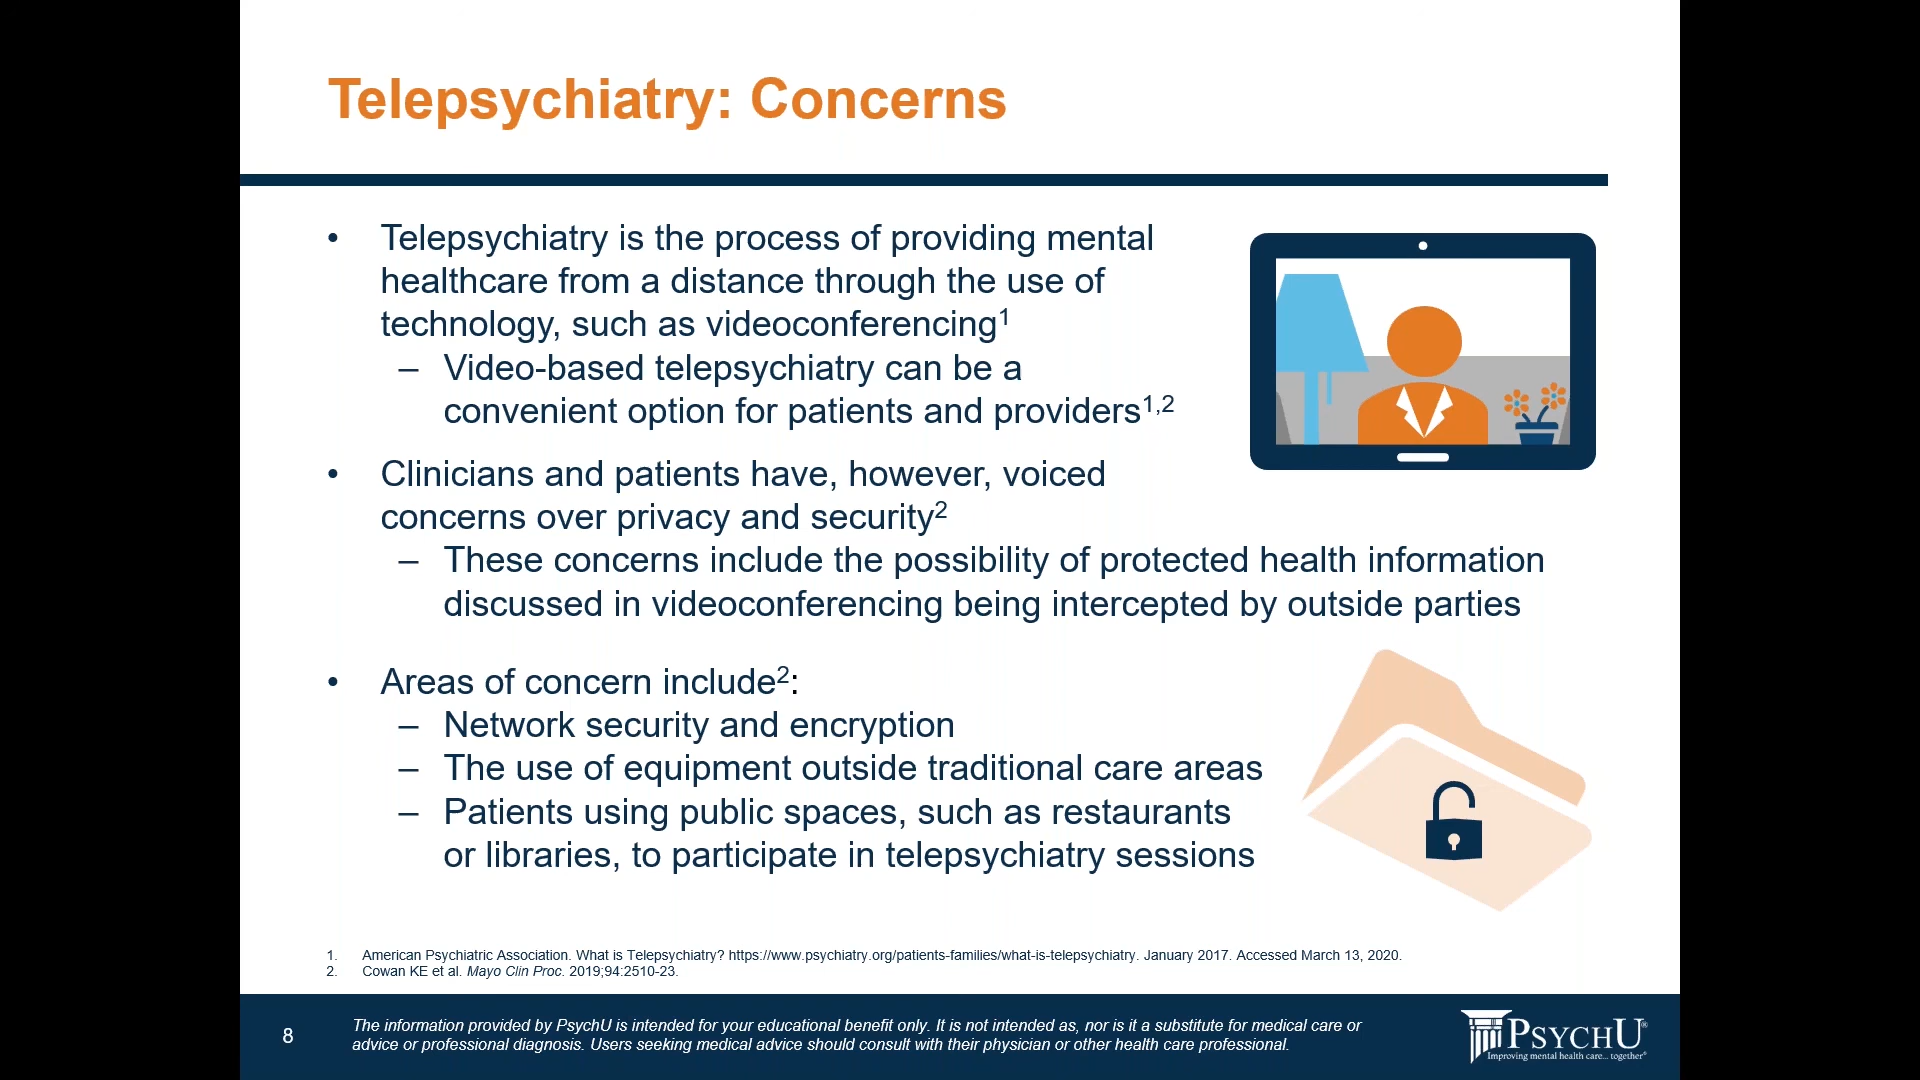 Telepsychiatry: Concerns
• Telepsychiatry is the process of providing mental
healthcare from a distance through the use of
technology, such as videoconferencing1
– Video-based telepsychiatry can be a
convenient option for patients and providers1,2
• Clinicians and patients have, however, voiced
concerns over privacy and security2
– These concerns include the possibility of protected health information
discussed in videoconferencing being intercepted by outside parties
• Areas of concern include2:
– Network security and encryption
– The use of equipment outside traditional care areas
– Patients using public spaces, such as restaurants
or libraries, to participate in telepsychiatry sessions
1. American Psychiatric Association. What is Telepsychiatry? https://www.psychiatry.org/patients-families/what-is-telepsychiatry. January 2017. Accessed March 13, 2020.
2. Cowan KE et al. Mayo Clin Proc. 2019;94:2510-23.
8
The information provided by PsychU is intended for your educational benefit only. It is not intended as, nor is it a substitute for medical care or
advice or professional diagnosis. Users seeking medical advice should consult with their physician or other health care professional.
PSYCHU®
Improving mental health care... together®